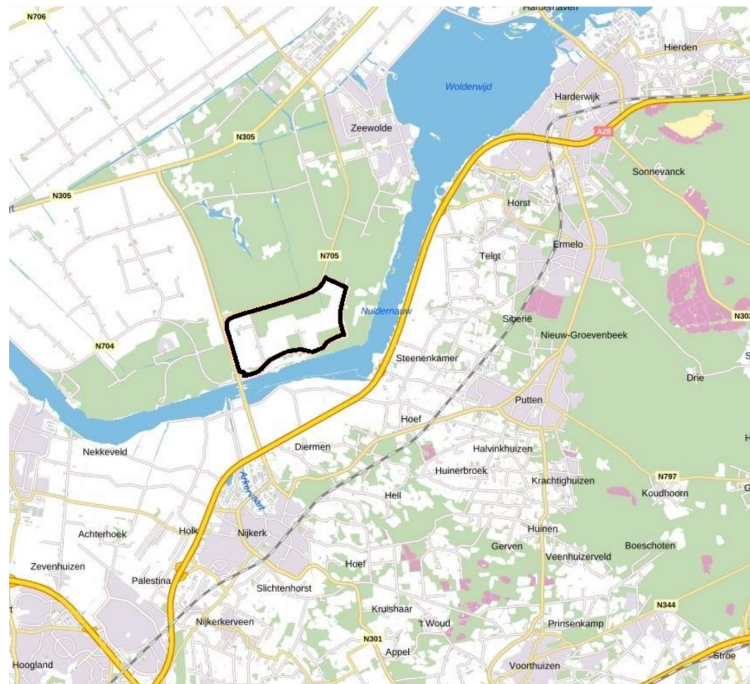 Harderhaven
N706
Hierden
Wolderwijd
Harderwijk
Zeewolde
A28
N305
Sonnevanck
N305
Horst
Ermelo
Telgt
N705
Nuldernauw
Siberië
N302
Nieuw-Groevenbeek
N704
Steenenkamer
Drie
Putten
Hoef
Diermen
Halvinkhuizen
Nekkeveld
Huinerbroek
N797
Krachtighuizen
Arkervaart
Koudhoorn
Hell
Holk
Achterhoek
Nijkerk
Huinen
Gerven
Boeschoten
Veenhuizerveld
Zevenhuizen
Hoef
Palestina
Slichtenhorst
Kruishaar
N344
Nijkerkerveen
't Woud
Prinsenkamp
N301
Appel
Stroe
Hoogland
Voorthuizen